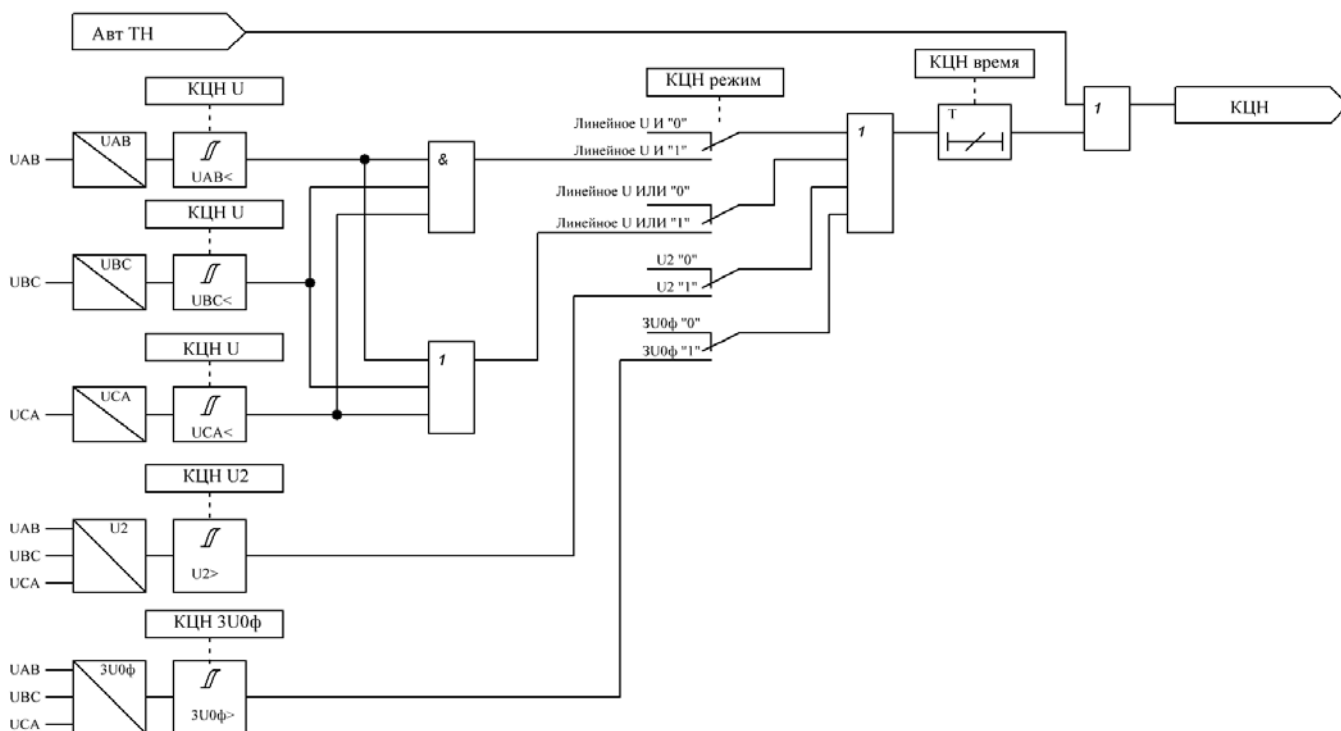 Авт ТН
КЦН U
КЦН режим
КЦН время
КЦН
UAB
UAB
UAB<
&
Линейное U И "0"
Линейное U И "1"
1
T
1
КЦН U
Линейное U ИЛИ "0"
Линейное U ИЛИ "1"
UBC
UBC
UBC<
U2 "0"
U2 "1"
КЦН U
3U0ф "0"
3U0ф "1"
1
UCA
UCA
UCA<
КЦН U2
UAB
UBC
UCA
U2
U2>
КЦН 3U0ф
UAB
UBC
UCA
3U0ф
3U0ф>